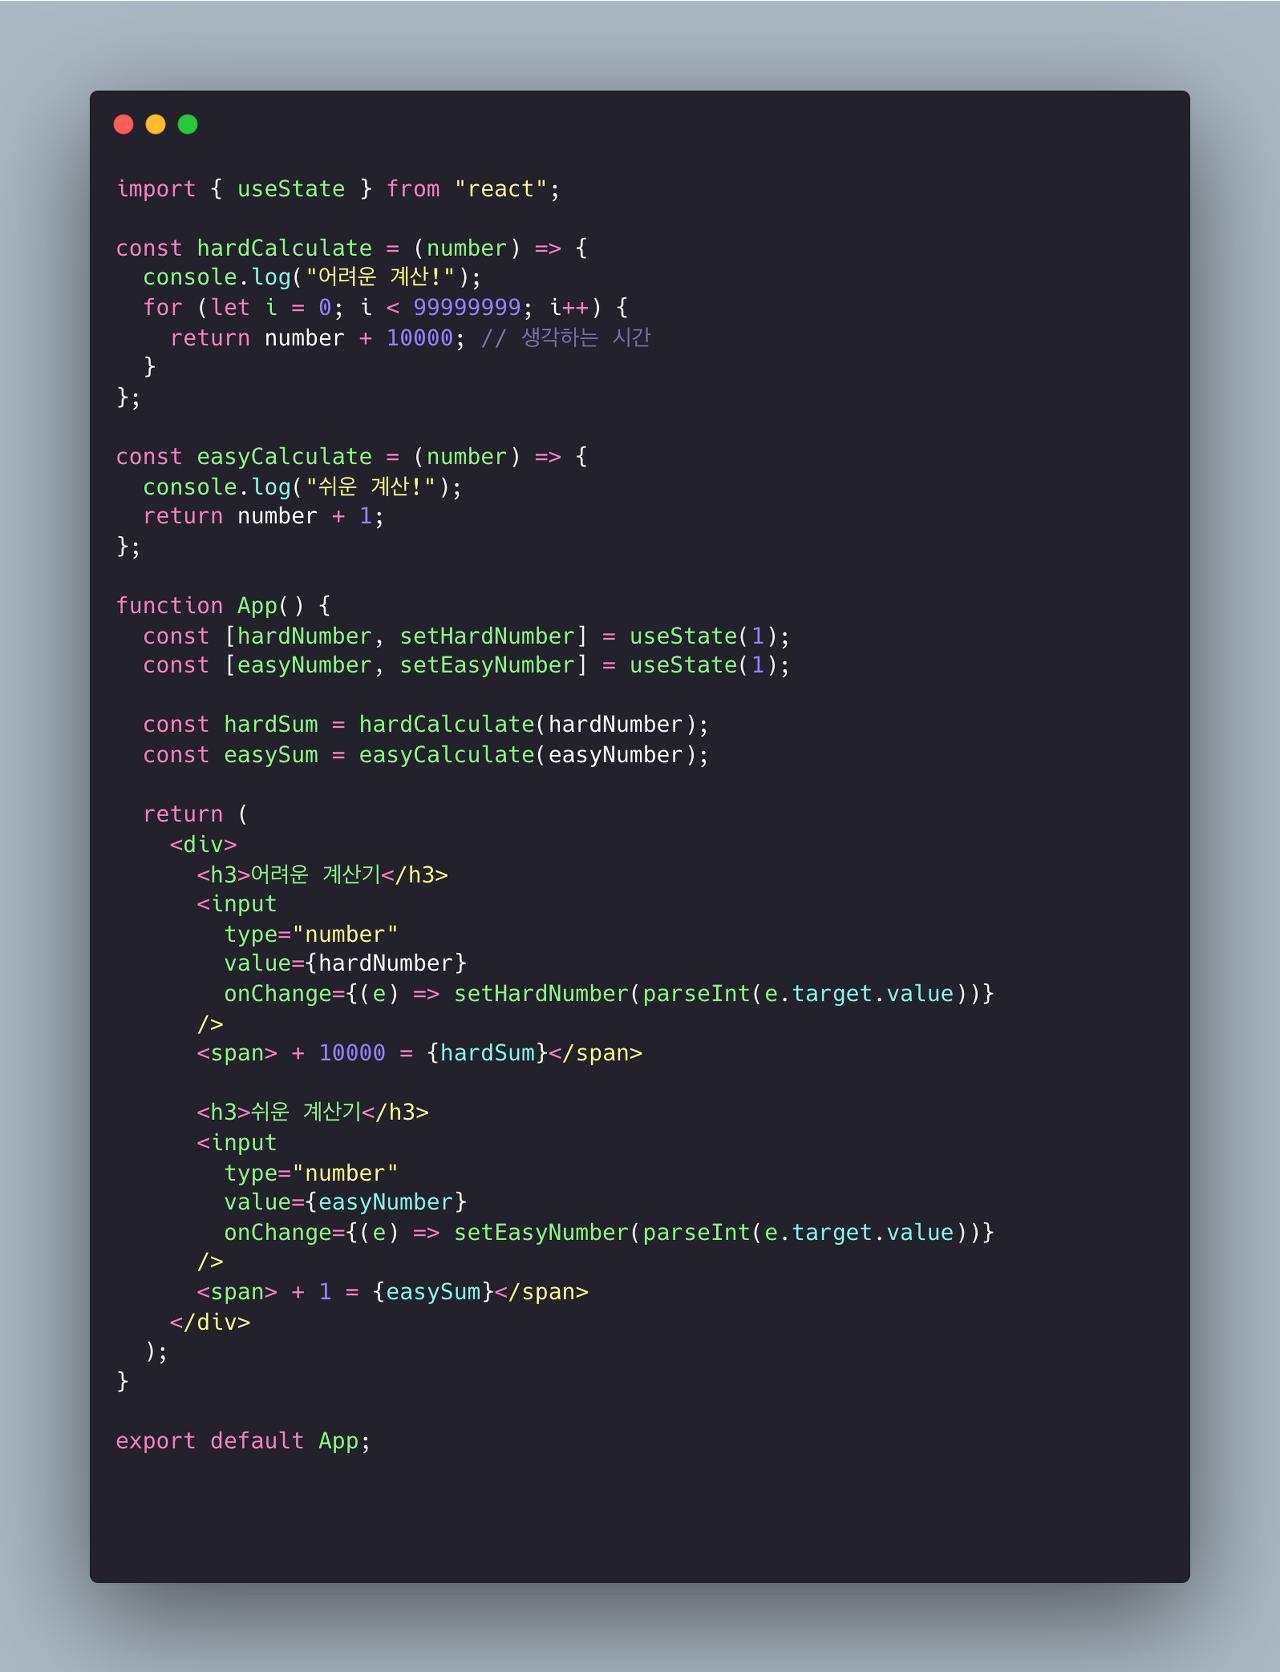 import { useState } from "react";

const hardCalculate = (number) => {
  console.log("어려운 계산!");
  for (let i = 0; i < 99999999; i++) {
    return number + 10000; // 생각하는 시간
  }
};

const easyCalculate = (number) => {
  console.log("쉬운 계산!");
  return number + 1;
};

function App() {
  const [hardNumber, setHardNumber] = useState(1);
  const [easyNumber, setEasyNumber] = useState(1);

  const hardSum = hardCalculate(hardNumber);
  const easySum = easyCalculate(easyNumber);

  return (
    <div>
      <h3>어려운 계산기</h3>
      <input
        type="number"
        value={hardNumber}
        onChange={(e) => setHardNumber(parseInt(e.target.value))}
      />
      <span> + 10000 = {hardSum}</span>

      <h3>쉬운 계산기</h3>
      <input
        type="number"
        value={easyNumber}
        onChange={(e) => setEasyNumber(parseInt(e.target.value))}
      />
      <span> + 1 = {easySum}</span>
    </div>
  );
}

export default App;